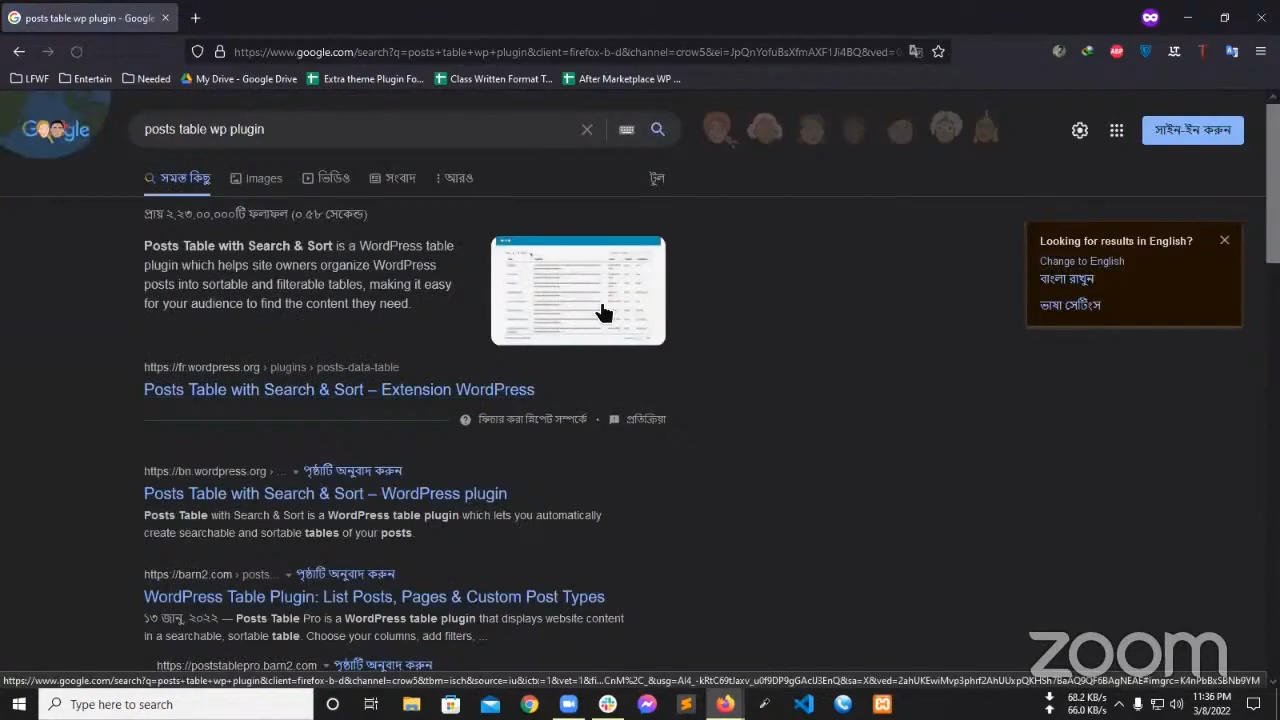 posts table wp plugin - Google
https://www.google.com/search?q=posts+table+wp+plugin&client=firefox-b-d&channel=crow5&ei=JpQnYofuBsXfmAXF1Ji4BQ&ved=
LFWF
Entertain
Needed
My Drive - Google Drive
Extra theme Plugin Fo...
Class Written Format T...
After Marketplace WP ...
Google
posts table wp plugin
সাইন-ইন করুন
সমস্ত কিছু
Images
ভিডিও
সংবাদ
আরও
টুল
প্রায় ২,২৩,০০,০০০টি ফলাফল (০.৫৮ সেকেন্ড)
Posts Table with Search & Sort is a WordPress table
plugin which helps site owners organize WordPress
posts into sortable and filterable tables making it easy
for your audience to find the content they need.
https://fr.wordpress.org › plugins › posts-data-table
Posts Table with Search & Sort – Extension WordPress
ফিচার করা স্নিপেট সম্পর্কে
প্রতিক্রিয়া
Looking for results in English?
Change to English
বাংলা রাখুন
ভাষা সেটিংস
https://bn.wordpress.org › ... পৃষ্ঠাটি অনুবাদ করুন
Posts Table with Search & Sort – WordPress plugin
Posts Table with Search & Sort is a WordPress table plugin which lets you automatically
create searchable and sortable tables of your posts.
https://barn2.com › posts... পৃষ্ঠাটি অনুবাদ করুন
WordPress Table Plugin: List Posts, Pages & Custom Post Types
১৩ জানু, ২০২২ — Posts Table Pro is a WordPress table plugin that displays website content
in a searchable, sortable table. Choose your columns, add filters, ...
https://poststablepro.barn2.com পৃষ্ঠাটি অনুবাদ করুন
zoom
Type here to search
68.2 KB/s
66.0 KB/s
11:36 PM
3/8/2022